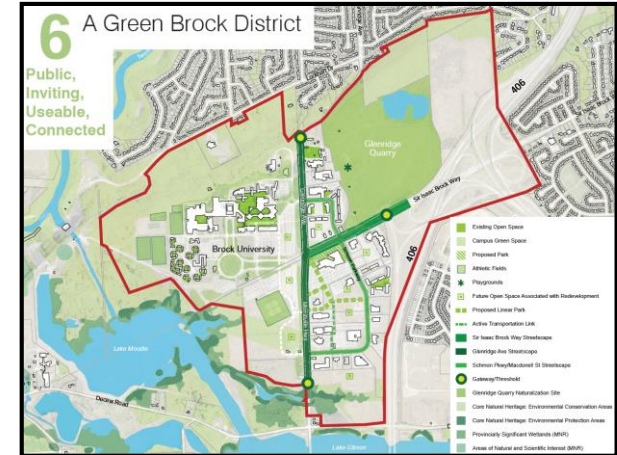 6 A Green Brock District
Public,
Inviting,
Useable,
Connected
406
Glenridge
Quarry
Sir Isaac Brock Way
Brock University
406
Lake Moodie
Decew Road
Lake Gibson
Existing Open Space
Campus Green Space
Proposed Park
Athletic Fields
Playgrounds
Future Open Space Associated with Redevelopment
Proposed Linear Park
Active Transportation Link
Sir Isaac Brock Way Streetscape
Glenridge Ave Streetscape
Schmon Pkwy/Macdonell St Streetscape
Gateway/Threshold
Glenridge Quarry Naturalization Site
Core Natural Heritage: Environmental Conservation Areas
Core Natural Heritage: Environmental Protection Areas
Provincially Significant Wetlands (MNR)
Areas of Natural and Scientific Interest (MNR)